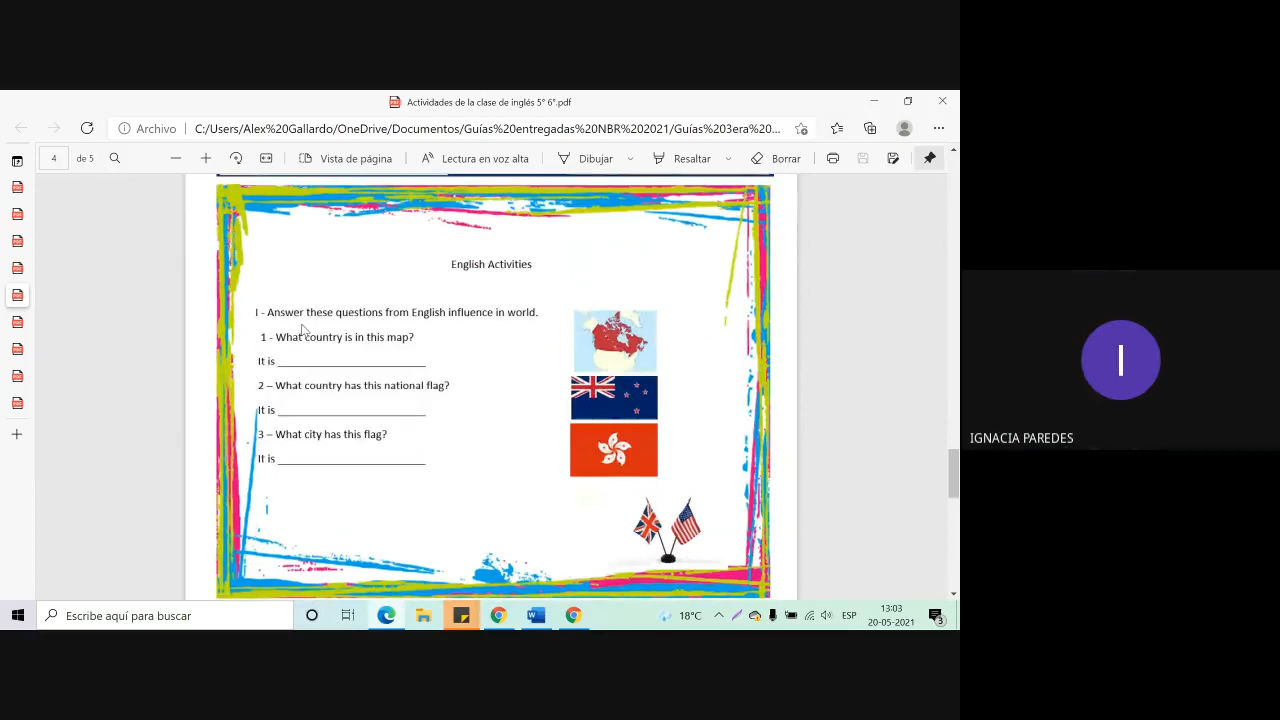 Actividades de la clase de inglés 5° 6°.pdf
Archivo
C:/Users/Alex%20Gallardo/OneDrive/Documentos/Guías%20entregadas%20NBR%202021/Guías%203era%20...
4 de 5
Vista de página
Lectura en voz alta
Dibujar
Resaltar
Borrar
English Activities
I - Answer these questions from English influence in world.
1 - What country is in this map?
It is ____________________________
2 – What country has this national flag?
It is ____________________________
3 – What city has this flag?
It is ____________________________
I
IGNACIA PAREDES
Escribe aquí para buscar
18°C
ESP
13:03
20-05-2021
3